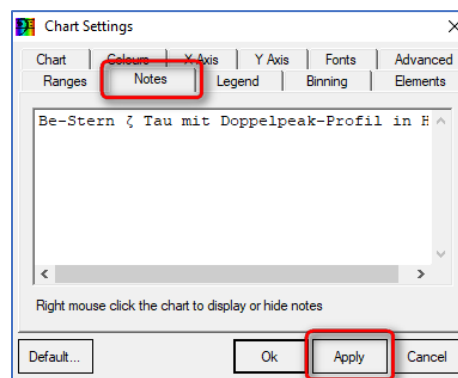 Chart Settings
Chart Colours X Axis Y Axis Fonts Advanced
Ranges Notes Legend Binning Elements
Be-Stern ζ Tau mit Doppelpeak-Profil in H
Right mouse click the chart to display or hide notes
Default... Ok Apply Cancel